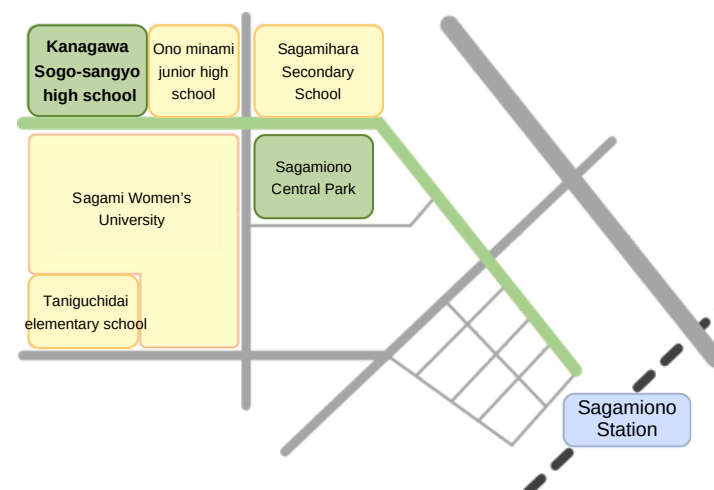 Kanagawa
Sogo-sangyo
high school
Ono minami
junior high
school
Sagamihara
Secondary
School
Sagamiono
Central Park
Sagami Women’s
University
Taniguchidai
elementary school
Sagamiono
Station